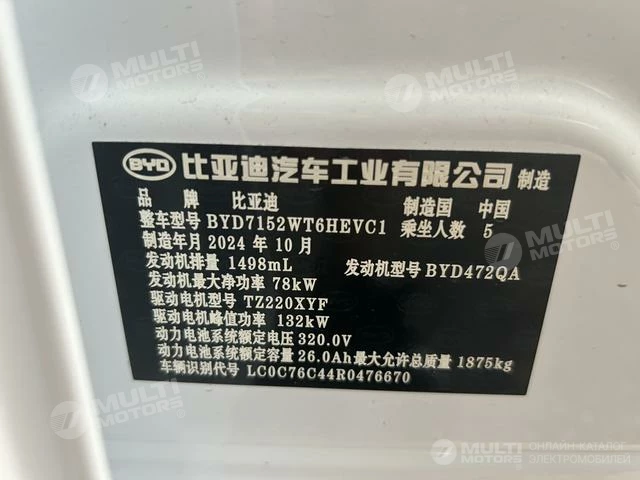 MULTI MOTORS
MULTI MOTORS
BYD 比亚迪汽车工业有限公司 制造
品 牌 比亚迪 制造国 中国
整车型号 BYD7152WT6HEVC1 乘坐人数 5
制造年月 2024 年 10 月
发动机排量 1498mL 发动机型号 BYD472QA
发动机最大净功率 78kW
驱动电机型号 TZ220XYF
驱动电机峰值功率 132kW
动力电池系统额定电压 320.0V
动力电池系统额定容量 26.0Ah 最大允许总质量 1875kg
车辆识别代号 LC0C76C44R0476670
MULTI MOTORS
MULTI MOTORS
MULTI MOTORS ОНЛАЙН-КАТАЛОГ ЭЛЕКТРОМОБИЛЕЙ